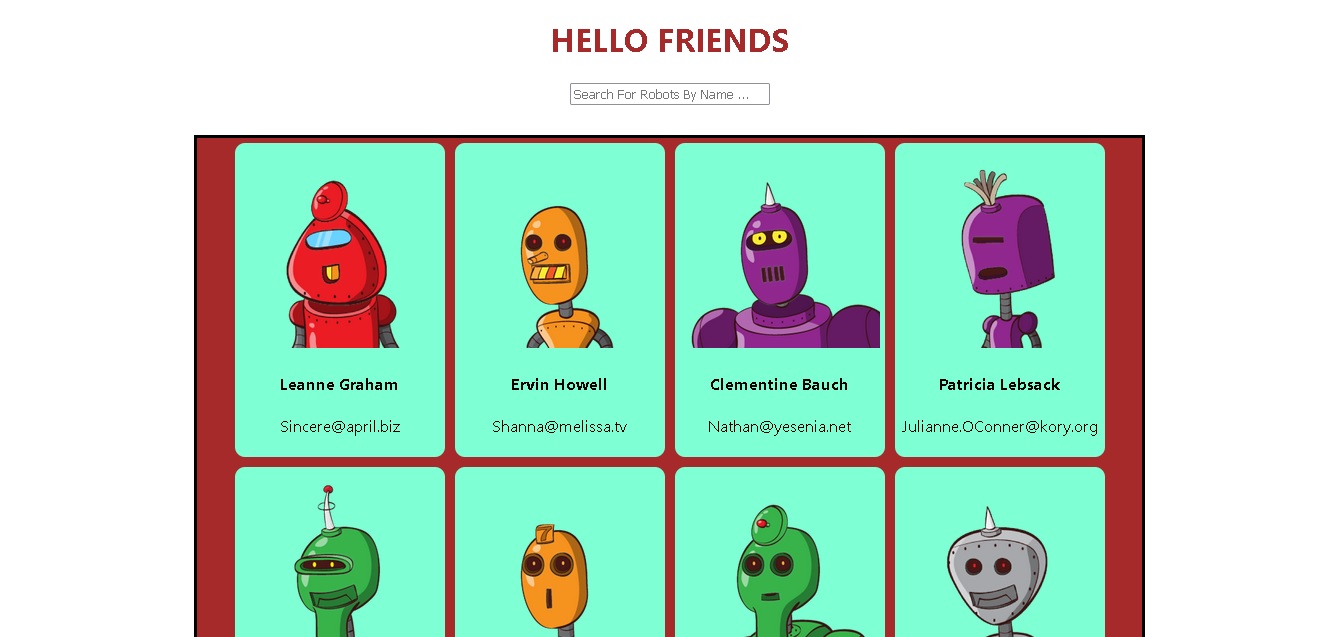 HELLO FRIENDS
Search For Robots By Name ...
Leanne Graham
Sincere@april.biz
Ervin Howell
Shanna@melissa.tv
Clementine Bauch
Nathan@yesenia.net
Patricia Lebsack
Julianne.OConner@kory.org
7